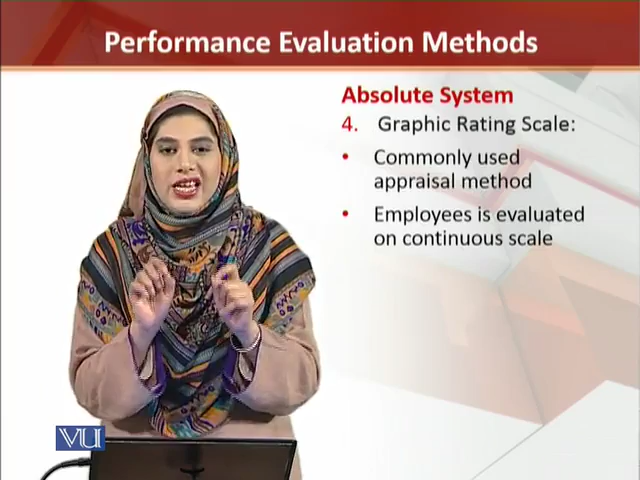 Performance Evaluation Methods
Absolute System
4. Graphic Rating Scale:
• Commonly used
appraisal method
• Employees is evaluated
on continuous scale
VU